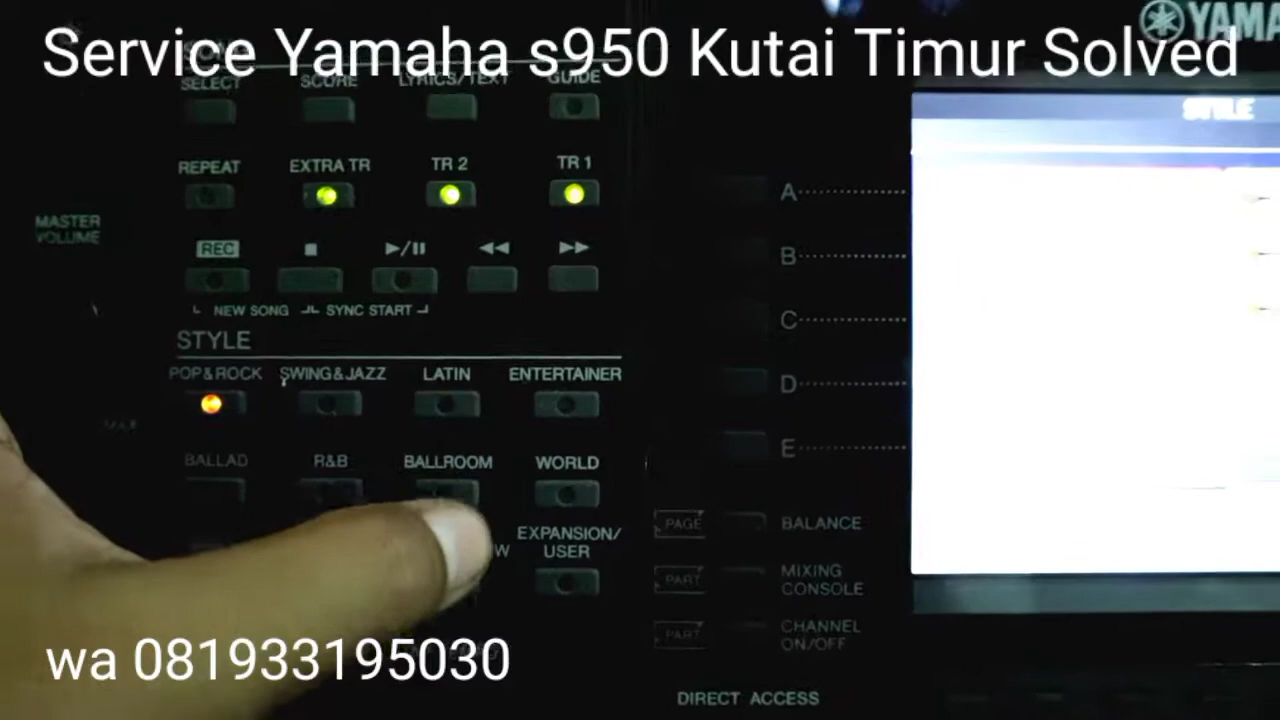 Service Yamaha s950 Kutai Timur Solved
YAMA
SELECT SCORE LYRICS/TEXT GUIDE
STYLE
REPEAT EXTRA TR TR 2 TR 1
A
MASTER
VOLUME
REC
B
NEW SONG SYNC START
C
STYLE
POP&ROCK SWING&JAZZ LATIN ENTERTAINER
D
E
BALLAD R&B BALLROOM WORLD
PAGE BALANCE
EXPANSION/
USER
W
PART MIXING
CONSOLE
PART CHANNEL
ON/OFF
wa 081933195030
DIRECT ACCESS